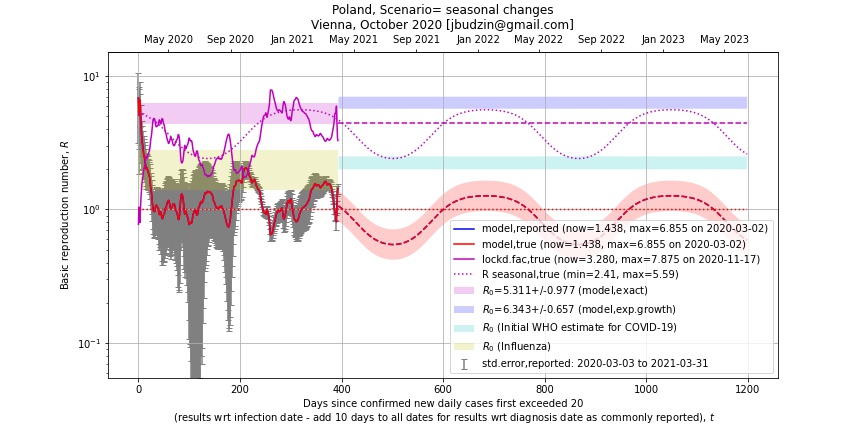 Poland, Scenario= seasonal changes
Vienna, October 2020 [jbudzin@gmail.com]
May 2020 Sep 2020 Jan 2021 May 2021 Sep 2021 Jan 2022 May 2022 Sep 2022 Jan 2023 May 2023
10¹
10⁰
10⁻¹
Basic reproduction number, R
model,reported (now=1.438, max=6.855 on 2020-03-02)
model,true (now=1.438, max=6.855 on 2020-03-02)
lockd.fac,true (now=3.280, max=7.875 on 2020-11-17)
R seasonal,true (min=2.41, max=5.59)
R₀=5.311+/-0.977 (model,exact)
R₀=6.343+/-0.657 (model,exp.growth)
R₀ (Initial WHO estimate for COVID-19)
R₀ (Influenza)
std.error,reported: 2020-03-03 to 2021-03-31
0 200 400 600 800 1000 1200
Days since confirmed new daily cases first exceeded 20
(results wrt infection date - add 10 days to all dates for results wrt diagnosis date as commonly reported), t